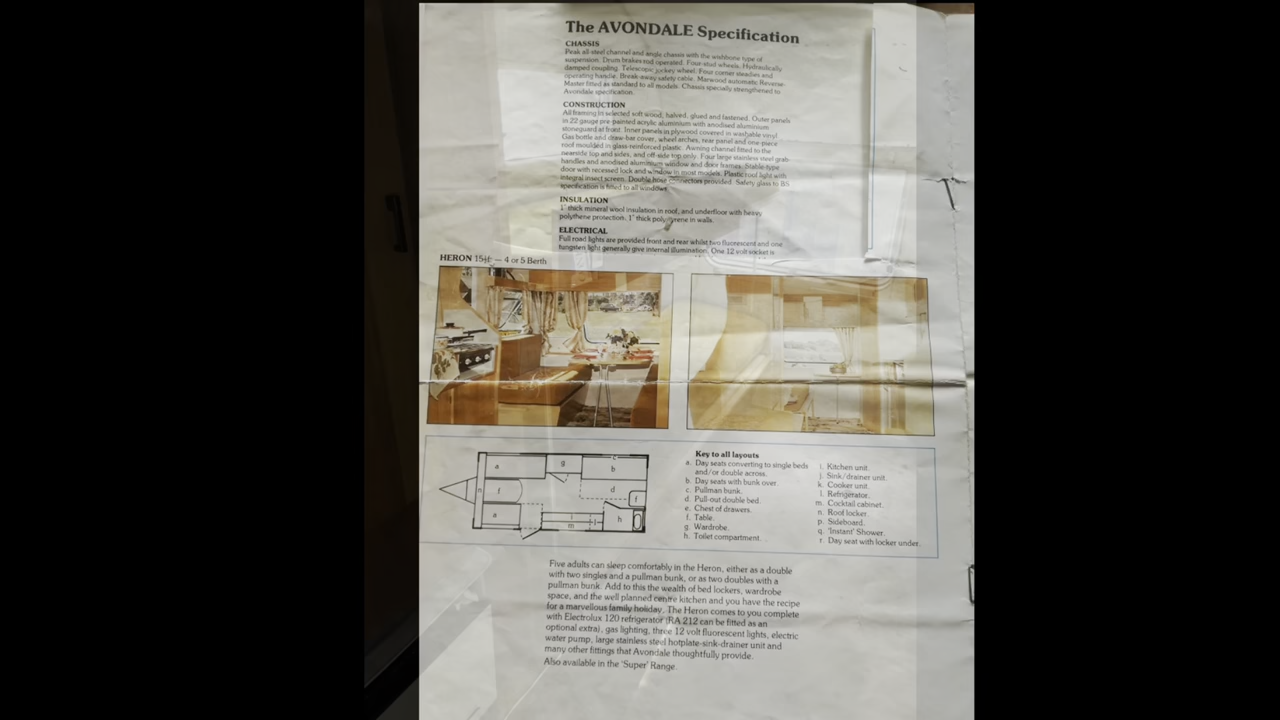 The AVONDALE Specification
CHASSIS
Peak all-steel channel and angle chassis with the wishbone type of
suspension. Drum brakes rod operated. Four-stud wheels. Hydraulically
damped coupling. Telescopic jockey wheel. Four corner steadies and
operating handle. Break-away safety cable. Marwood automatic Reverse-
Master fitted as standard to all models. Chassis specially strengthened to
Avondale specification.
CONSTRUCTION
All framing in selected soft wood, halved, glued and fastened. Outer panels
in 22 gauge pre-painted acrylic aluminium with anodised aluminium
stoneguard at front. Inner panels in plywood covered in washable vinyl.
Gas bottle and draw-bar cover, wheel arches, rear panel and one-piece
roof moulded in glass-reinforced plastic. Awning channel fitted to the
nearside top and sides, and off-side top only. Four large stainless steel grab
handles and anodised aluminium window and door frames. Stable-type
door with recessed lock and window in most models. Plastic roof light with
integral insect screen. Double hose connectors provided. Safety glass to BS
specification is fitted to all windows.
INSULATION
1" thick mineral wool insulation in roof, and underfloor with heavy
polythene protection. 1" thick polystyrene in walls.
ELECTRICAL
Full road lights are provided front and rear whilst two fluorescent and one
tungsten light generally give internal illumination. One 12 volt socket is
HERON 15ft — 4 or 5 Berth
a
g
b
n
f
d
f
a
l
m
h
Key to all layouts
a. Day seats converting to single beds
and/or double across.
b. Day seats with bunk over.
c. Pullman bunk.
d. Pull-out double bed.
e. Chest of drawers.
f. Table.
g. Wardrobe.
h. Toilet compartment.
i. Kitchen unit.
j. Sink/drainer unit.
k. Cooker unit.
l. Refrigerator.
m. Cocktail cabinet.
n. Roof locker.
p. Sideboard.
q. 'Instant' Shower.
r. Day seat with locker under.
Five adults can sleep comfortably in the Heron, either as a double
with two singles and a pullman bunk, or as two doubles with a
pullman bunk. Add to this the wealth of bed lockers, wardrobe
space, and the well planned centre kitchen and you have the recipe
for a marvellous family holiday. The Heron comes to you complete
with Electrolux 120 refrigerator (RA 212 can be fitted as an
optional extra), gas lighting, three 12 volt fluorescent lights, electric
water pump, large stainless steel hotplate-sink-drainer unit and
many other fittings that Avondale thoughtfully provide.
Also available in the 'Super' Range.